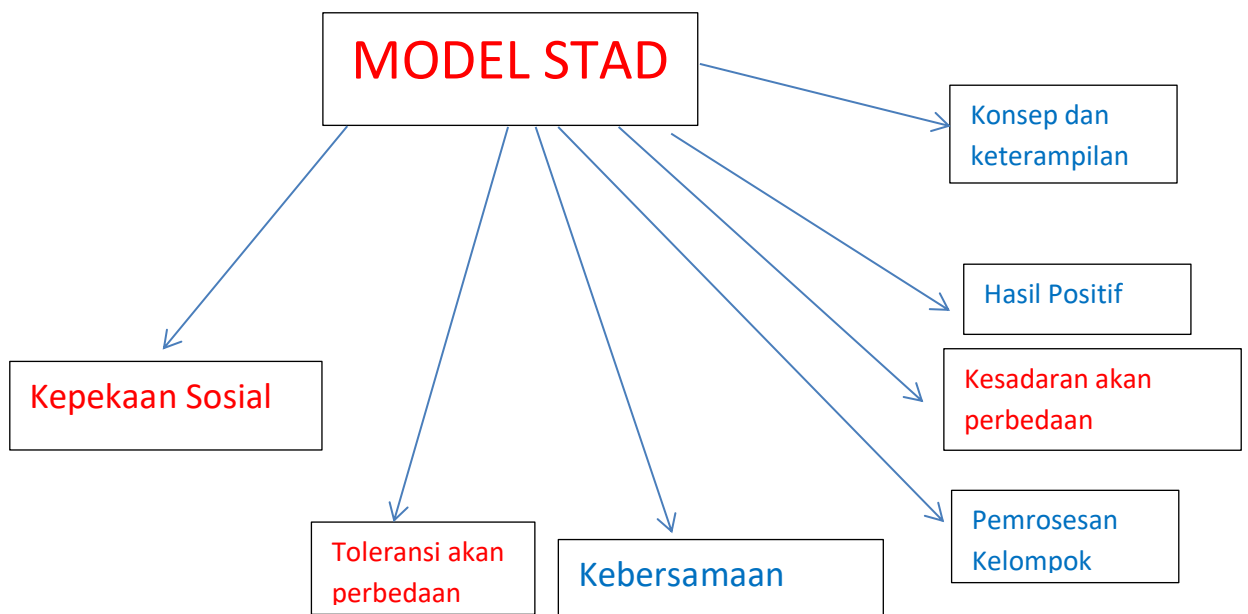 MODEL STAD
Konsep dan
keterampilan
Hasil Positif
Kepekaan Sosial
Kesadaran akan
perbedaan
Toleransi akan
perbedaan
Kebersamaan
Pemrosesan
Kelompok